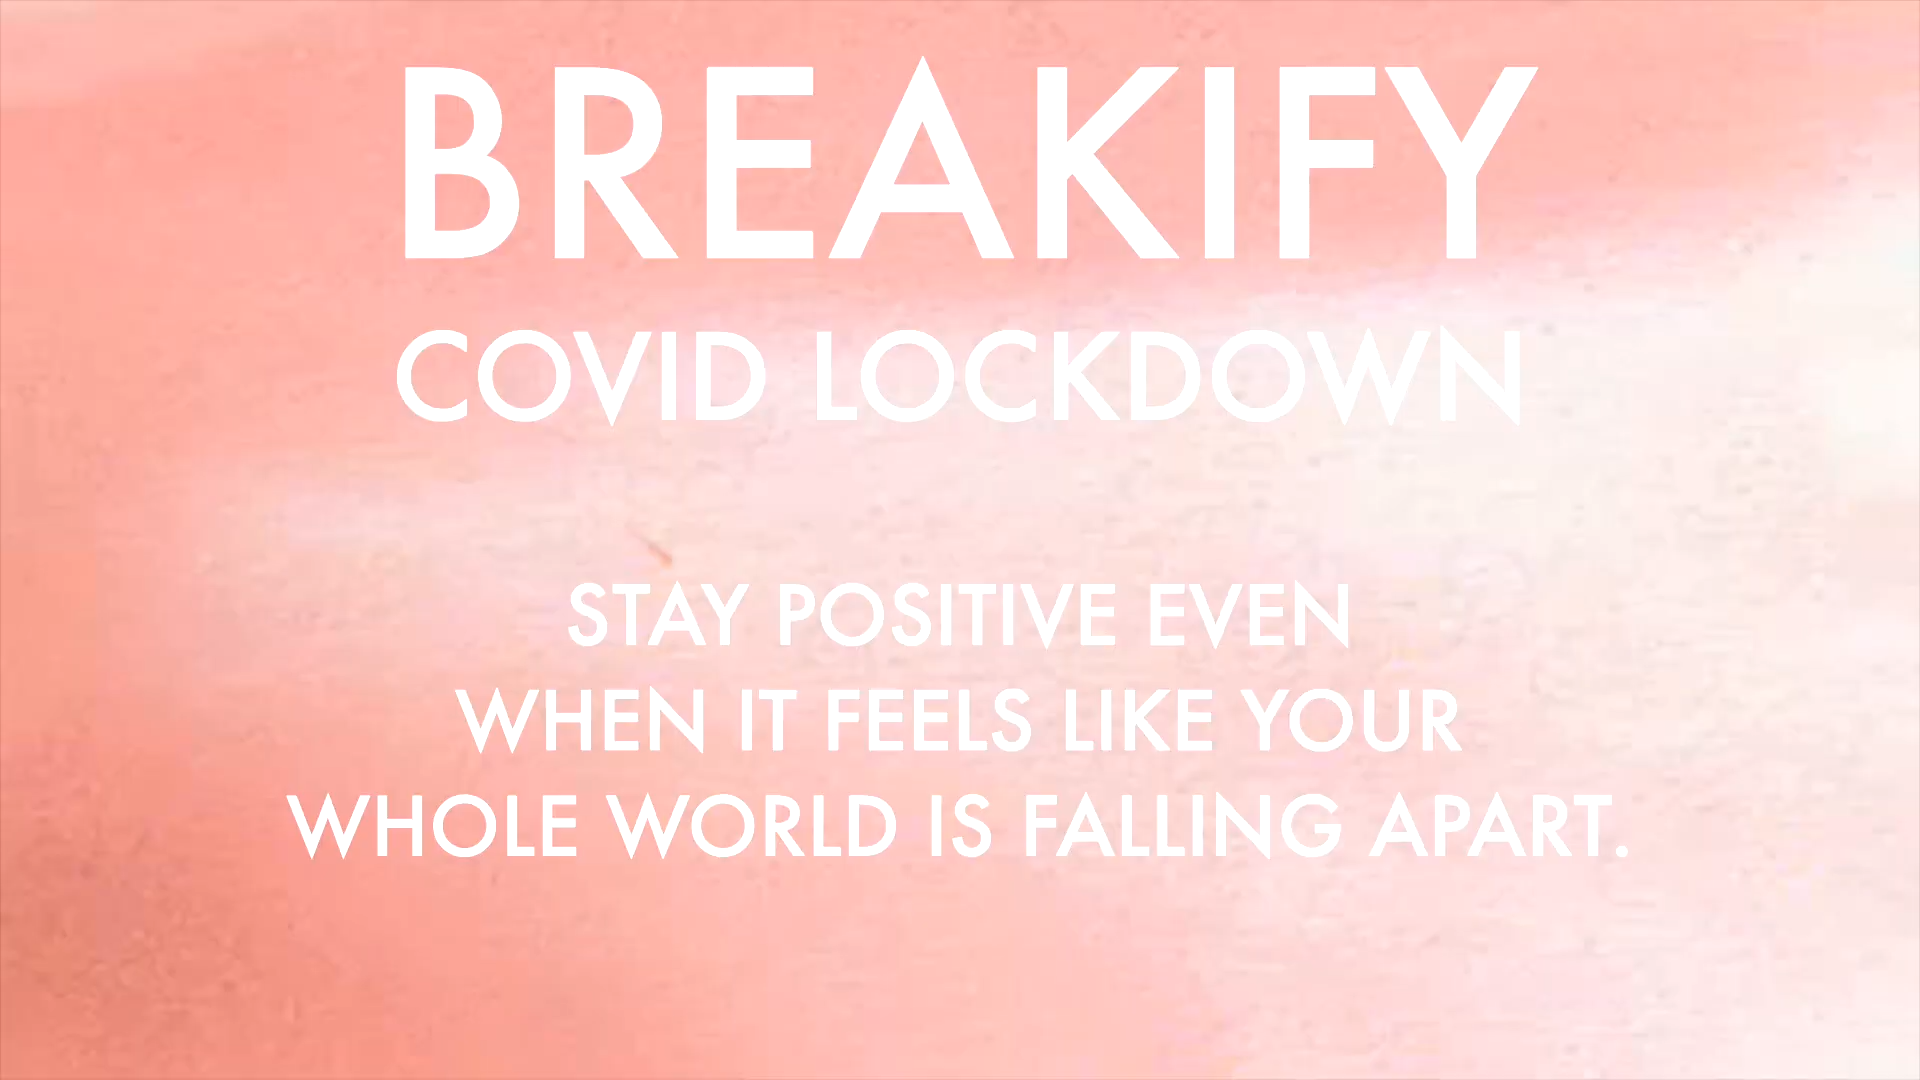 BREAKIFY
COVID LOCKDOWN
STAY POSITIVE EVEN
WHEN IT FEELS LIKE YOUR
WHOLE WORLD IS FALLING APART.